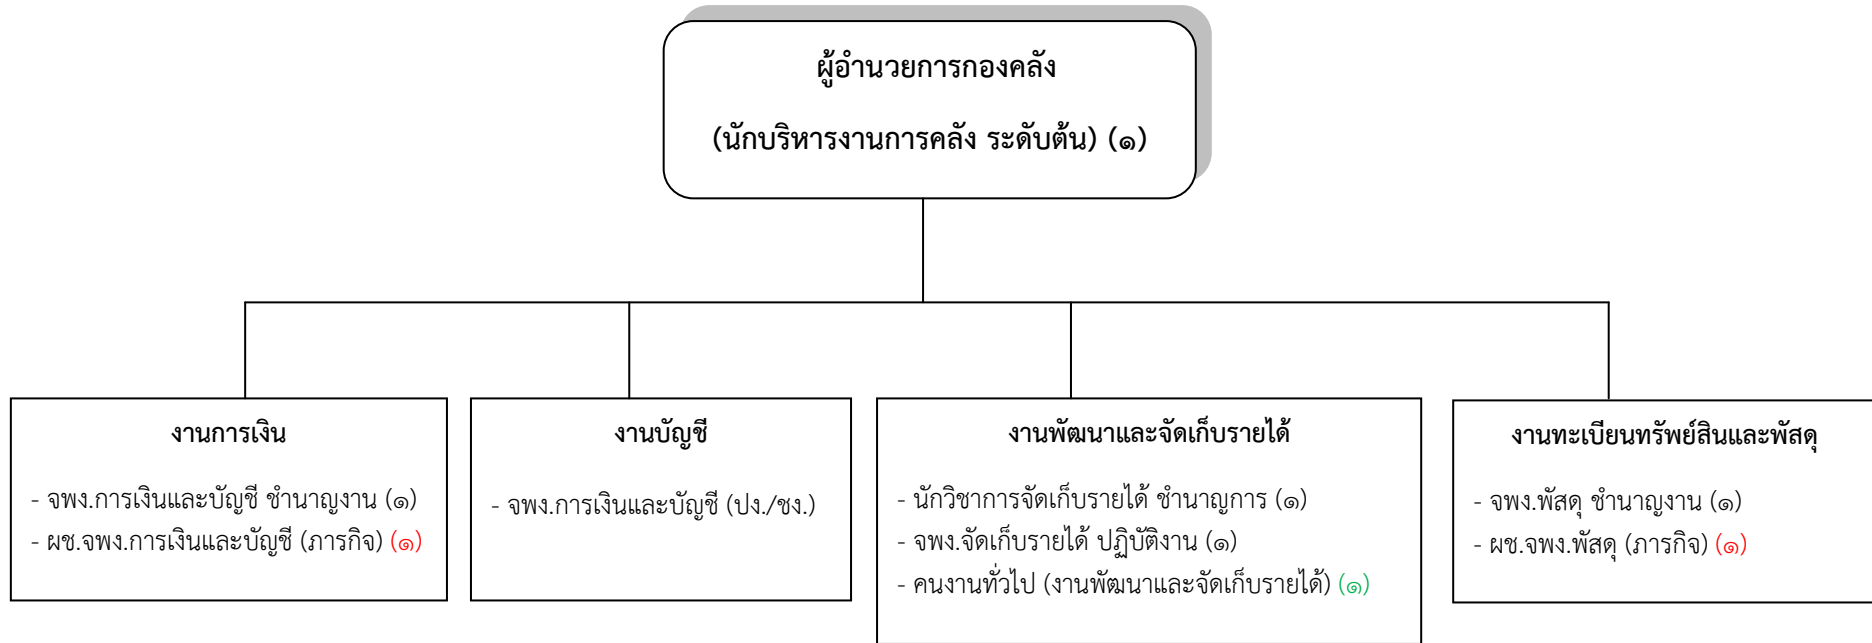 ผู้อำนวยการกองคลัง
(นักบริหารงานการคลัง ระดับต้น) (๑)
งานการเงิน
- จพง.การเงินและบัญชี ชำนาญงาน (๑)
- ผช.จพง.การเงินและบัญชี (ภารกิจ) (๑)
งานบัญชี
- จพง.การเงินและบัญชี (ปง./ชง.)
งานพัฒนาและจัดเก็บรายได้
- นักวิชาการจัดเก็บรายได้ ชำนาญการ (๑)
- จพง.จัดเก็บรายได้ ปฏิบัติงาน (๑)
- คนงานทั่วไป (งานพัฒนาและจัดเก็บรายได้) (๑)
งานทะเบียนทรัพย์สินและพัสดุ
- จพง.พัสดุ ชำนาญงาน (๑)
- ผช.จพง.พัสดุ (ภารกิจ) (๑)